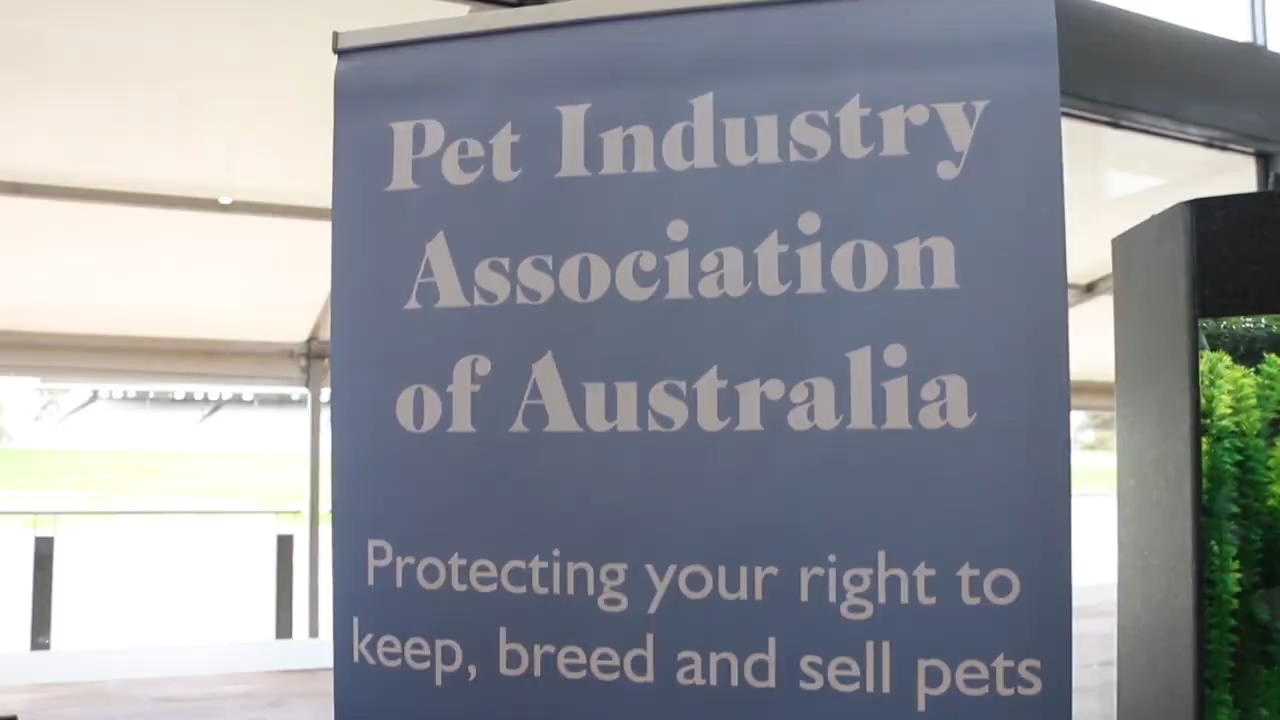 Pet Industry
Association
of Australia
Protecting your right to
keep, breed and sell pets